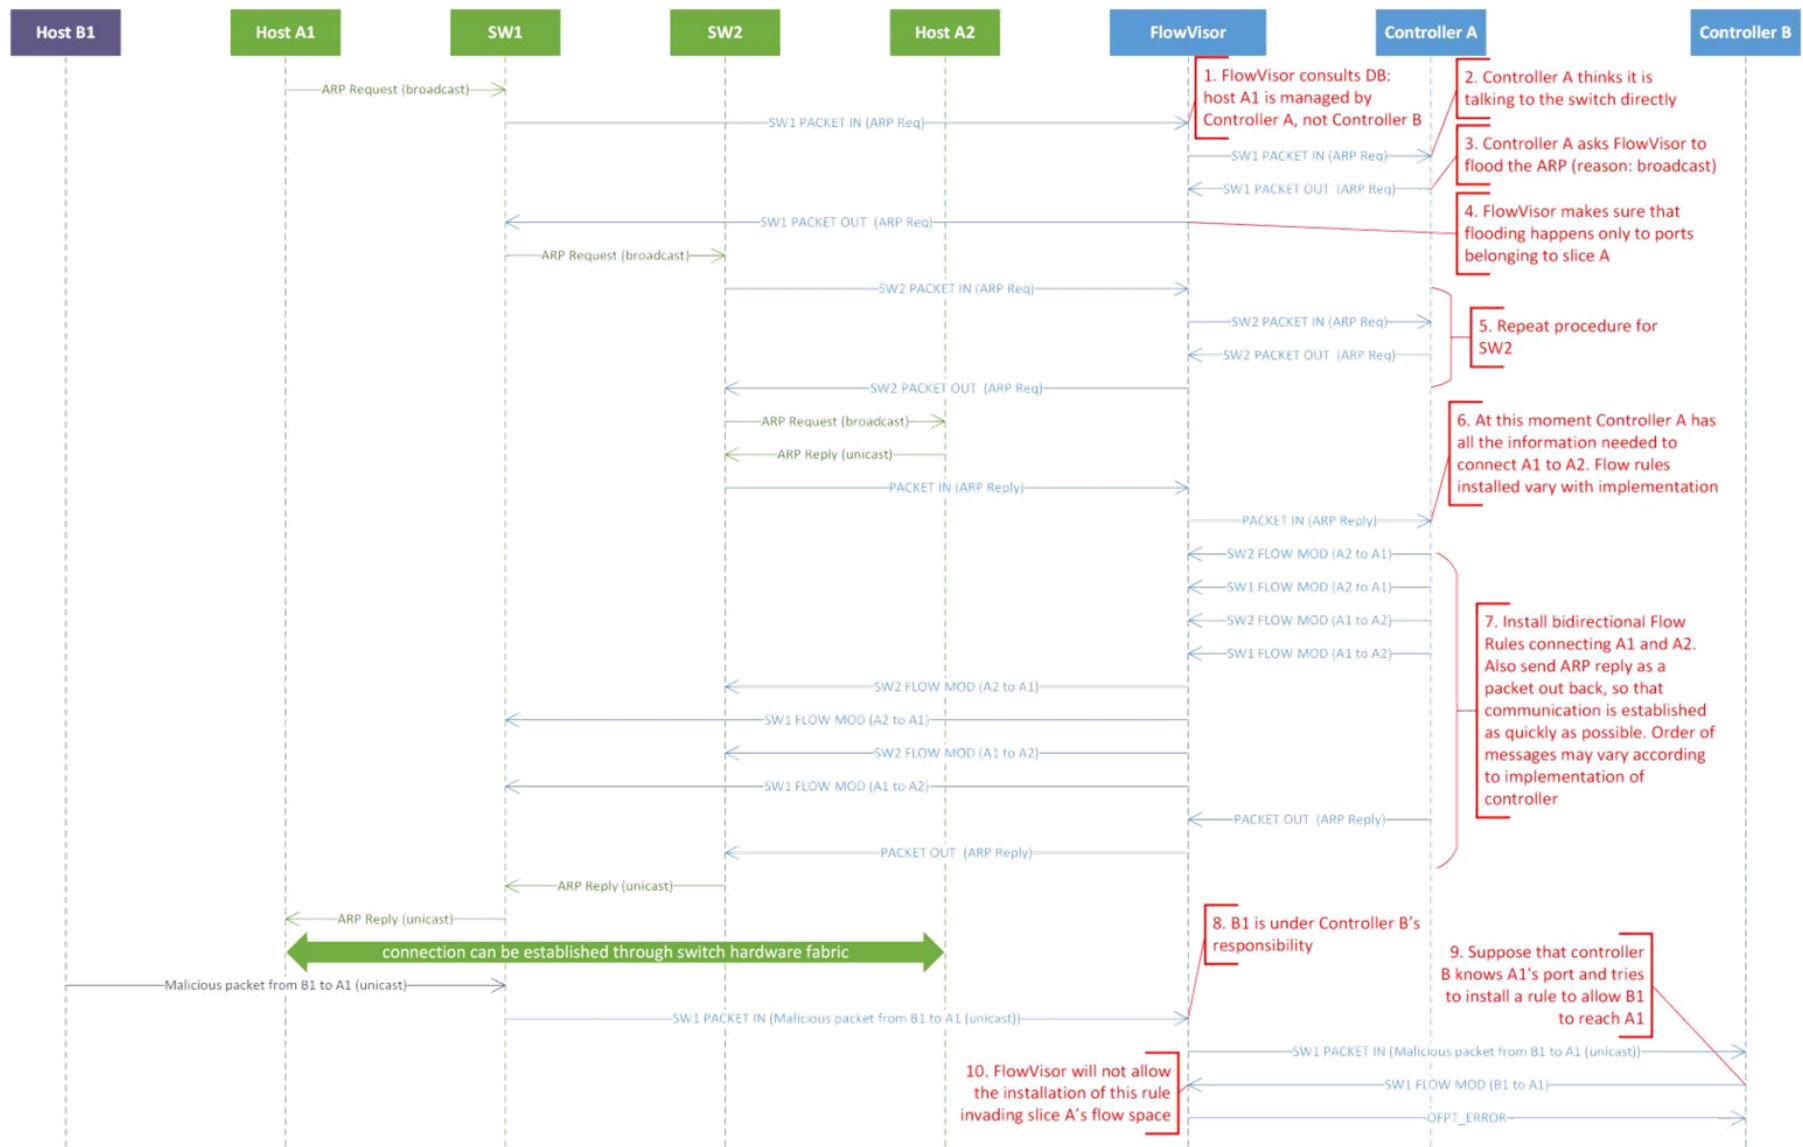 Host B1
Host A1
SW1
SW2
Host A2
FlowVisor
Controller A
Controller B
ARP Request (broadcast)
SW1 PACKET IN (ARP Req)
1. FlowVisor consults DB:
host A1 is managed by
Controller A, not Controller B
2. Controller A thinks it is
talking to the switch directly
SW1 PACKET IN (ARP Req)
3. Controller A asks FlowVisor to
flood the ARP (reason: broadcast)
SW1 PACKET OUT (ARP Req)
SW1 PACKET OUT (ARP Req)
4. FlowVisor makes sure that
flooding happens only to ports
belonging to slice A
ARP Request (broadcast)
SW2 PACKET IN (ARP Req)
SW2 PACKET IN (ARP Req)
SW2 PACKET OUT (ARP Req)
5. Repeat procedure for
SW2
SW2 PACKET OUT (ARP Req)
ARP Request (broadcast)
ARP Reply (unicast)
PACKET IN (ARP Reply)
6. At this moment Controller A has
all the information needed to
connect A1 to A2. Flow rules
installed vary with implementation
PACKET IN (ARP Reply)
SW2 FLOW MOD (A2 to A1)
SW1 FLOW MOD (A2 to A1)
SW2 FLOW MOD (A1 to A2)
SW1 FLOW MOD (A1 to A2)
7. Install bidirectional Flow
Rules connecting A1 and A2.
Also send ARP reply as a
packet out back, so that
communication is established
as quickly as possible. Order of
messages may vary according
to implementation of
controller
SW2 FLOW MOD (A2 to A1)
SW1 FLOW MOD (A2 to A1)
SW2 FLOW MOD (A1 to A2)
SW1 FLOW MOD (A1 to A2)
PACKET OUT (ARP Reply)
PACKET OUT (ARP Reply)
ARP Reply (unicast)
ARP Reply (unicast)
connection can be established through switch hardware fabric
8. B1 is under Controller B's
responsibility
Malicious packet from B1 to A1 (unicast)
SW1 PACKET IN (Malicious packet from B1 to A1 (unicast))
9. Suppose that controller
B knows A1's port and tries
to install a rule to allow B1
to reach A1
SW1 PACKET IN (Malicious packet from B1 to A1 (unicast))
10. FlowVisor will not allow
the installation of this rule
invading slice A's flow space
SW1 FLOW MOD (B1 to A1)
OFPT_ERROR